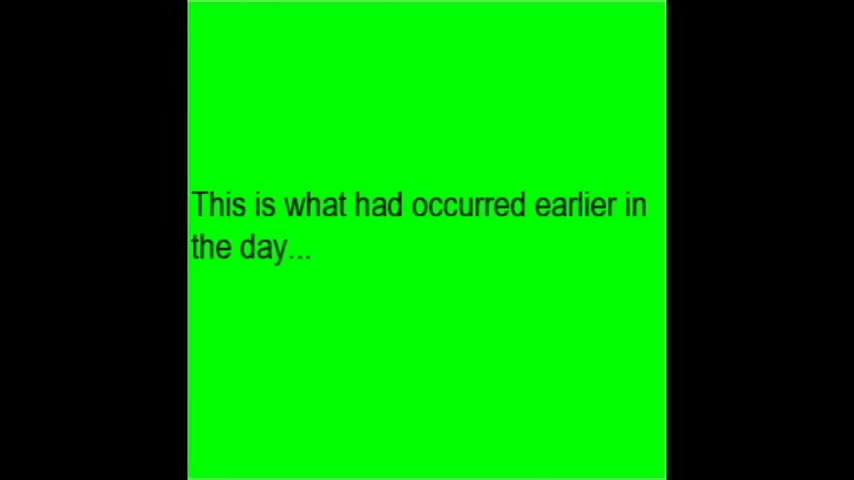 This is what had occurred earlier in
the day...